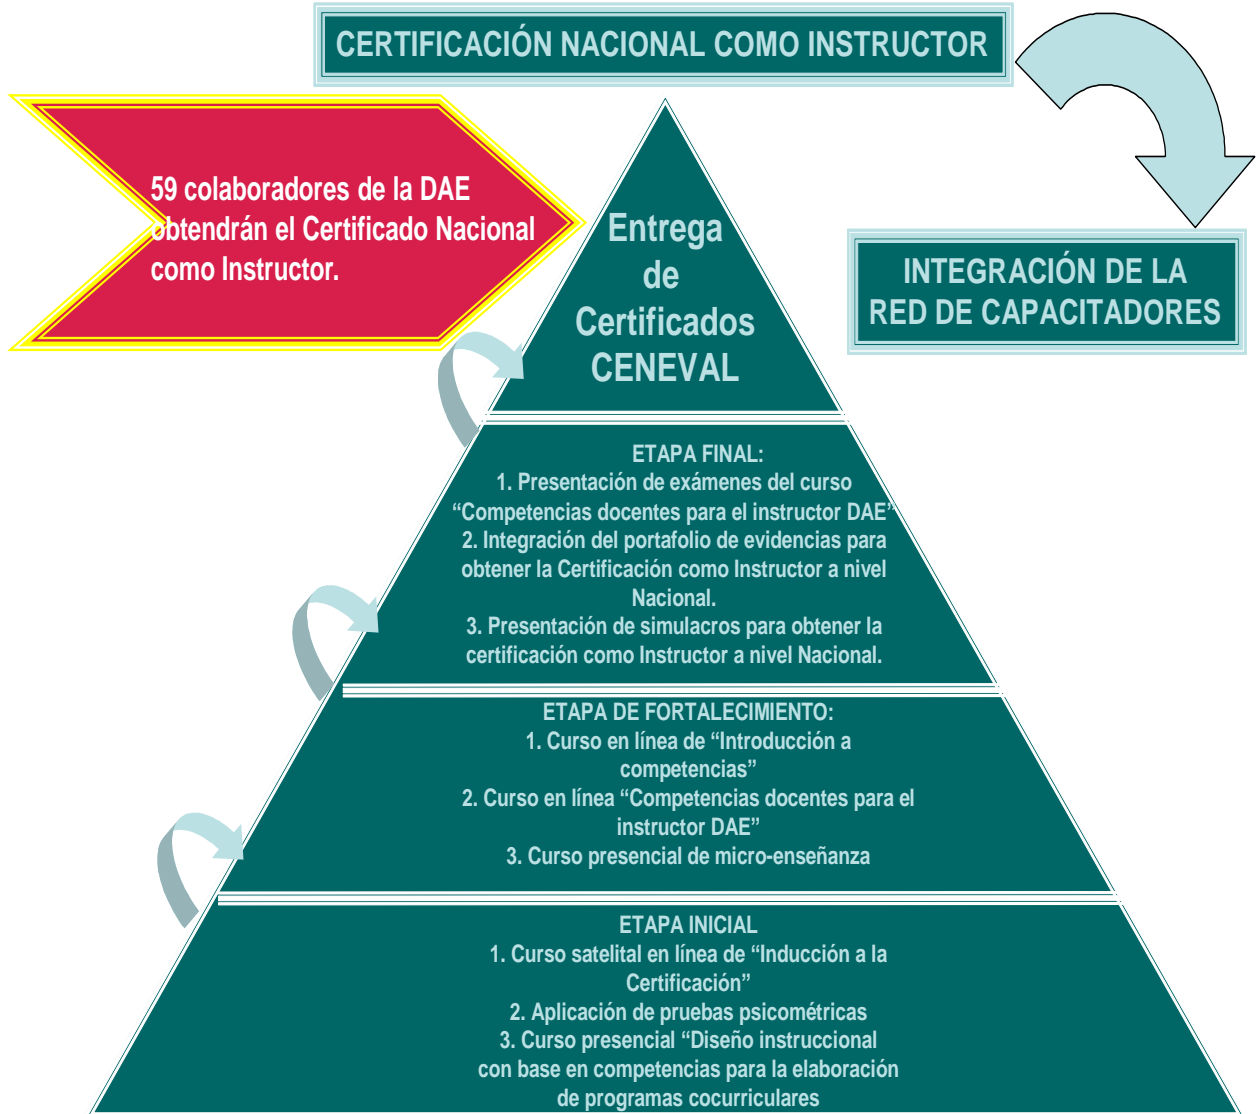 CERTIFICACIÓN NACIONAL COMO INSTRUCTOR
59 colaboradores de la DAE
obtendrán el Certificado Nacional
como Instructor.
INTEGRACIÓN DE LA
RED DE CAPACITADORES
Entrega
de
Certificados
CENEVAL
ETAPA FINAL:
1. Presentación de exámenes del curso
“Competencias docentes para el instructor DAE”
2. Integración del portafolio de evidencias para
obtener la Certificación como Instructor a nivel
Nacional.
3. Presentación de simulacros para obtener la
certificación como Instructor a nivel Nacional.
ETAPA DE FORTALECIMIENTO:
1. Curso en línea de “Introducción a
competencias”
2. Curso en línea “Competencias docentes para el
instructor DAE”
3. Curso presencial de micro-enseñanza
ETAPA INICIAL
1. Curso satelital en línea de “Inducción a la
Certificación”
2. Aplicación de pruebas psicométricas
3. Curso presencial “Diseño instruccional
con base en competencias para la elaboración
de programas cocurriculares